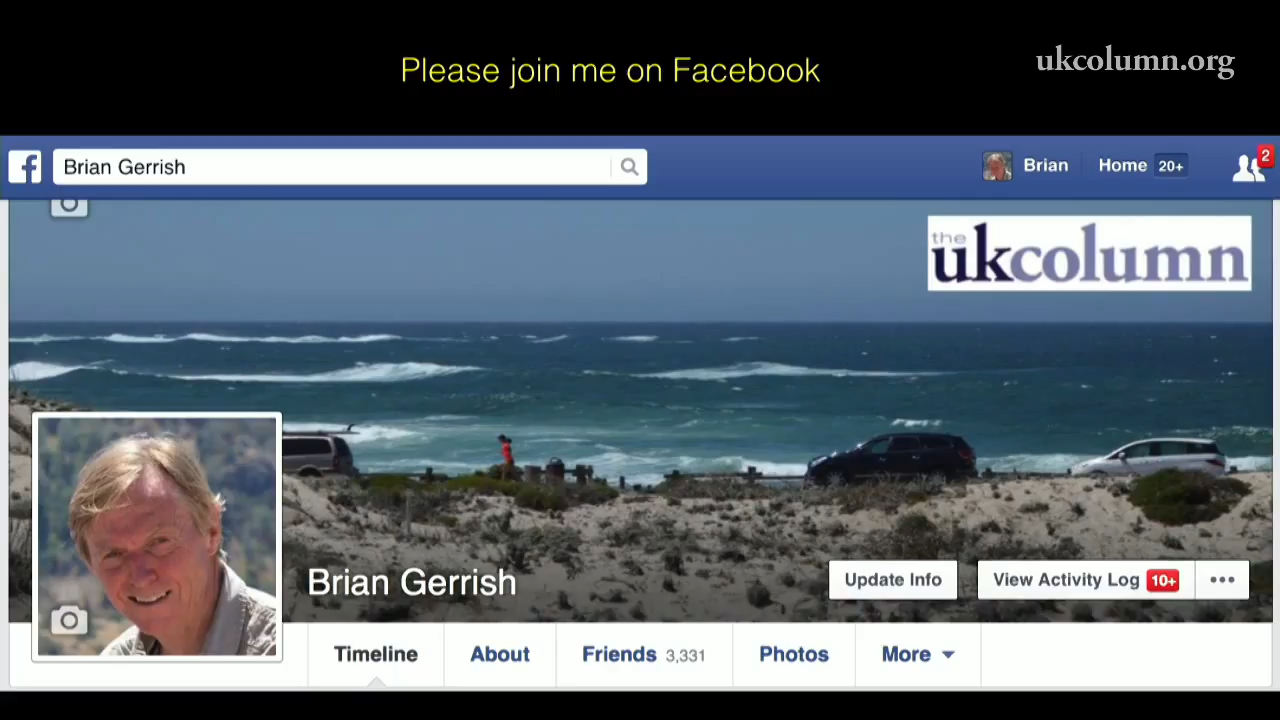 Please join me on Facebook
ukcolumn.org
f
Brian Gerrish
Brian
Home 20+
2
the
ukcolumn
Brian Gerrish
Update Info
View Activity Log 10+
Timeline
About
Friends 3,331
Photos
More